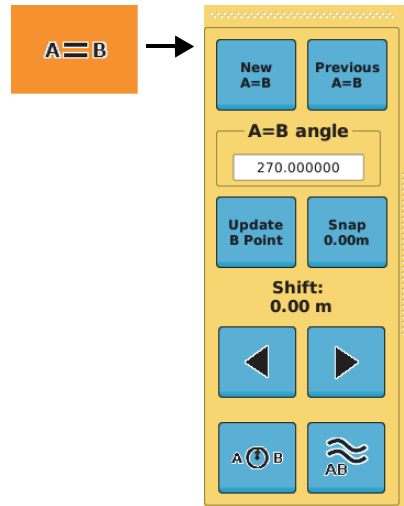 A=B
New Previous
A=B A=B
A=B angle
270.000000
Update Snap
B Point 0.00m
Shift:
0.00 m
A B
AB